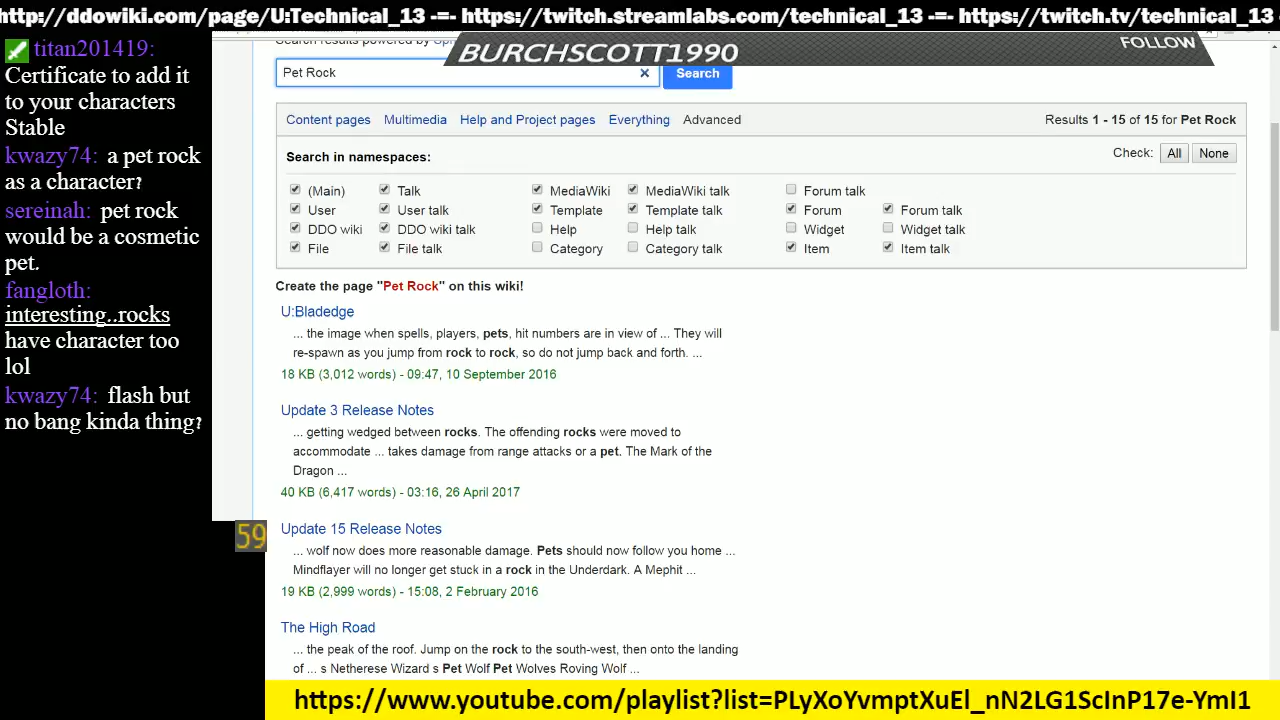 http://ddowiki.com/page/U:Technical_13 -=- https://twitch.streamlabs.com/technical_13 -=- https://twitch.tv/technical_13
titan201419:
Certificate to add it
to your characters
Stable
kwazy74: a pet rock
as a character?
sereinah: pet rock
would be a cosmetic
pet.
fangloth:
interesting..rocks
have character too
lol
kwazy74: flash but
no bang kinda thing?
BURCHSCOTT1990
FOLLOW
Search results powered by
Pet Rock
Search
Content pages Multimedia Help and Project pages Everything Advanced
Results 1 - 15 of 15 for Pet Rock
Search in namespaces:
Check: All None
(Main) Talk MediaWiki MediaWiki talk Forum talk
User User talk Template Template talk Forum Forum talk
DDO wiki DDO wiki talk Help Help talk Widget Widget talk
File File talk Category Category talk Item Item talk
Create the page "Pet Rock" on this wiki!
U:Bladedge
... the image when spells, players, pets, hit numbers are in view of ... They will
re-spawn as you jump from rock to rock, so do not jump back and forth. ...
18 KB (3,012 words) - 09:47, 10 September 2016
Update 3 Release Notes
... getting wedged between rocks. The offending rocks were moved to
accommodate ... takes damage from range attacks or a pet. The Mark of the
Dragon ...
40 KB (6,417 words) - 03:16, 26 April 2017
59
Update 15 Release Notes
... wolf now does more reasonable damage. Pets should now follow you home ...
Mindflayer will no longer get stuck in a rock in the Underdark. A Mephit ...
19 KB (2,999 words) - 15:08, 2 February 2016
The High Road
... the peak of the roof. Jump on the rock to the south-west, then onto the landing
of ... s Netherese Wizard s Pet Wolf Pet Wolves Roving Wolf ...
https://www.youtube.com/playlist?list=PLyXoYvmptXuEl_nN2LG1ScInP17e-YmI1